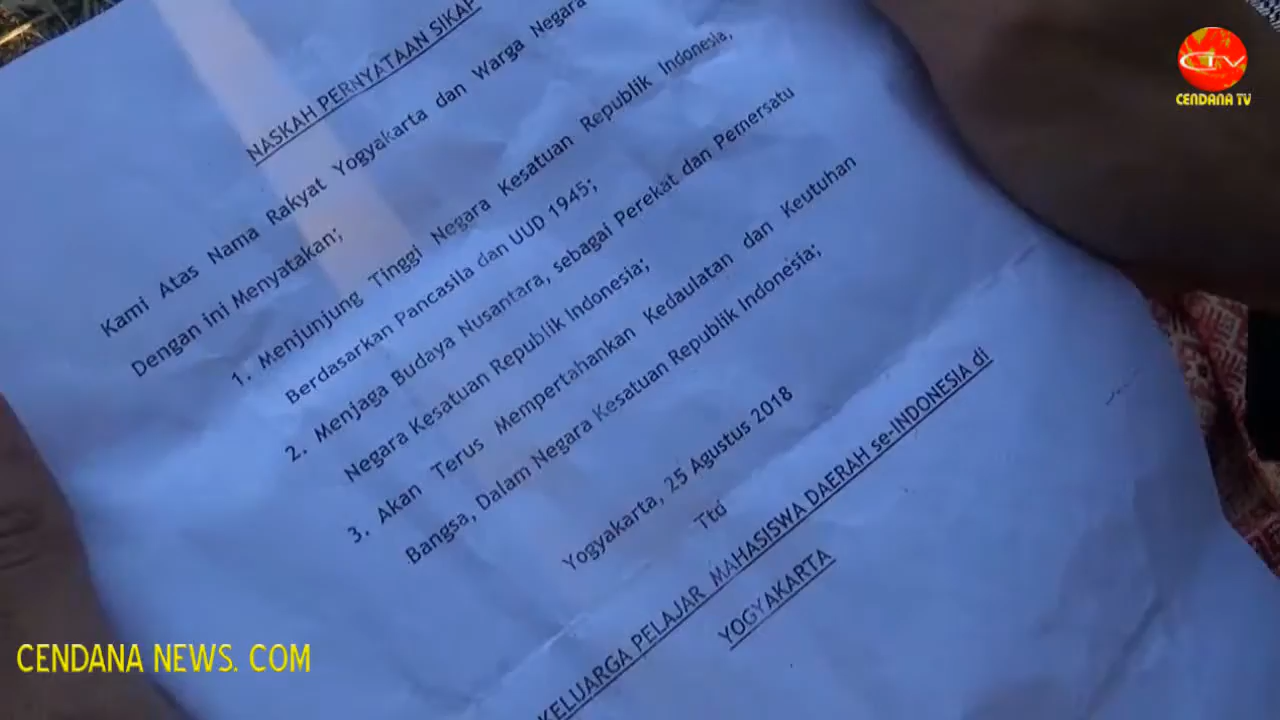 NASKAH PERNYATAAN SIKAP
Kami Atas Nama Rakyat Yogyakarta dan Warga Negara
Dengan ini Menyatakan;
1. Menjunjung Tinggi Negara Kesatuan Republik Indonesia,
Berdasarkan Pancasila dan UUD 1945;
2. Menjaga Budaya Nusantara, sebagai Perekat dan Pemersatu
Negara Kesatuan Republik Indonesia;
3. Akan Terus Mempertahankan Kedaulatan dan Keutuhan
Bangsa, Dalam Negara Kesatuan Republik Indonesia;
Yogyakarta, 25 Agustus 2018
Ttd
KELUARGA PELAJAR MAHASISWA DAERAH se-INDONESIA di
YOGYAKARTA
CTV
CENDANA TV
CENDANA NEWS. COM